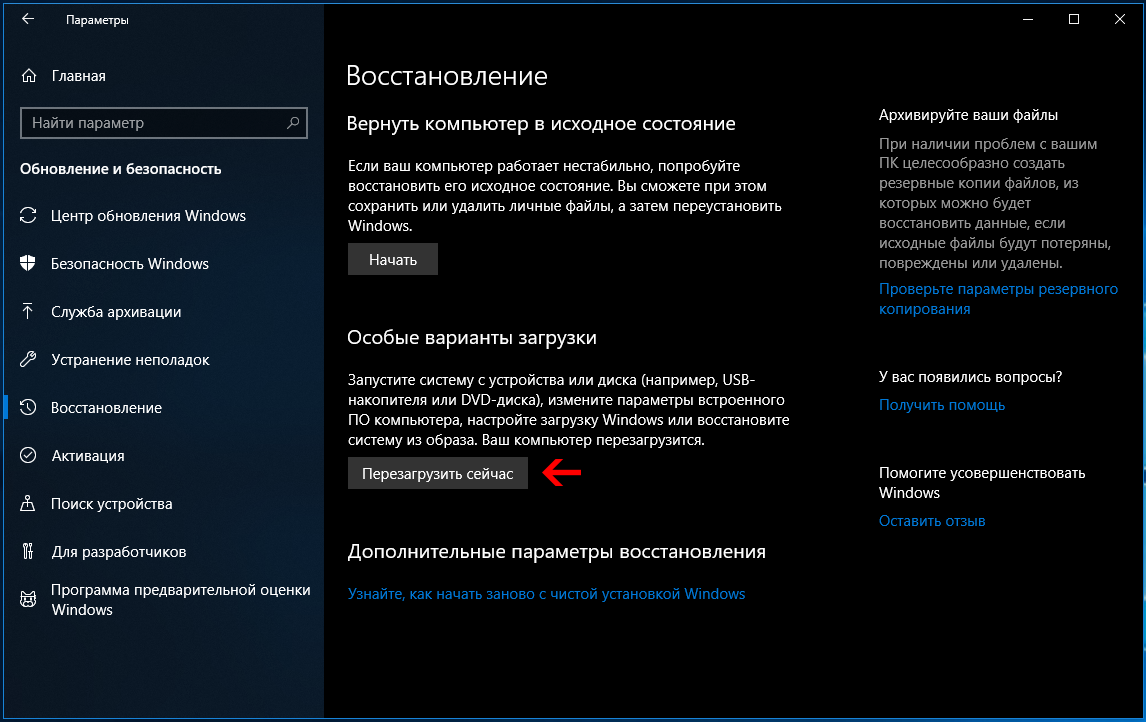 Параметры
Главная
Найти параметр
Обновление и безопасность
Центр обновления Windows
Безопасность Windows
Служба архивации
Устранение неполадок
Восстановление
Активация
Поиск устройства
Для разработчиков
Программа предварительной оценки
Windows
Восстановление
Вернуть компьютер в исходное состояние
Если ваш компьютер работает нестабильно, попробуйте
восстановить его исходное состояние. Вы сможете при этом
сохранить или удалить личные файлы, а затем переустановить
Windows.
Начать
Особые варианты загрузки
Запустите систему с устройства или диска (например, USB-
накопителя или DVD-диска), измените параметры встроенного
ПО компьютера, настройте загрузку Windows или восстановите
систему из образа. Ваш компьютер перезагрузится.
Перезагрузить сейчас
Дополнительные параметры восстановления
Узнайте, как начать заново с чистой установкой Windows
Архивируйте ваши файлы
При наличии проблем с вашим
ПК целесообразно создать
резервные копии файлов, из
которых можно будет
восстановить данные, если
исходные файлы будут потеряны,
повреждены или удалены.
Проверьте параметры резервного
копирования
У вас появились вопросы?
Получить помощь
Помогите усовершенствовать
Windows
Оставить отзыв